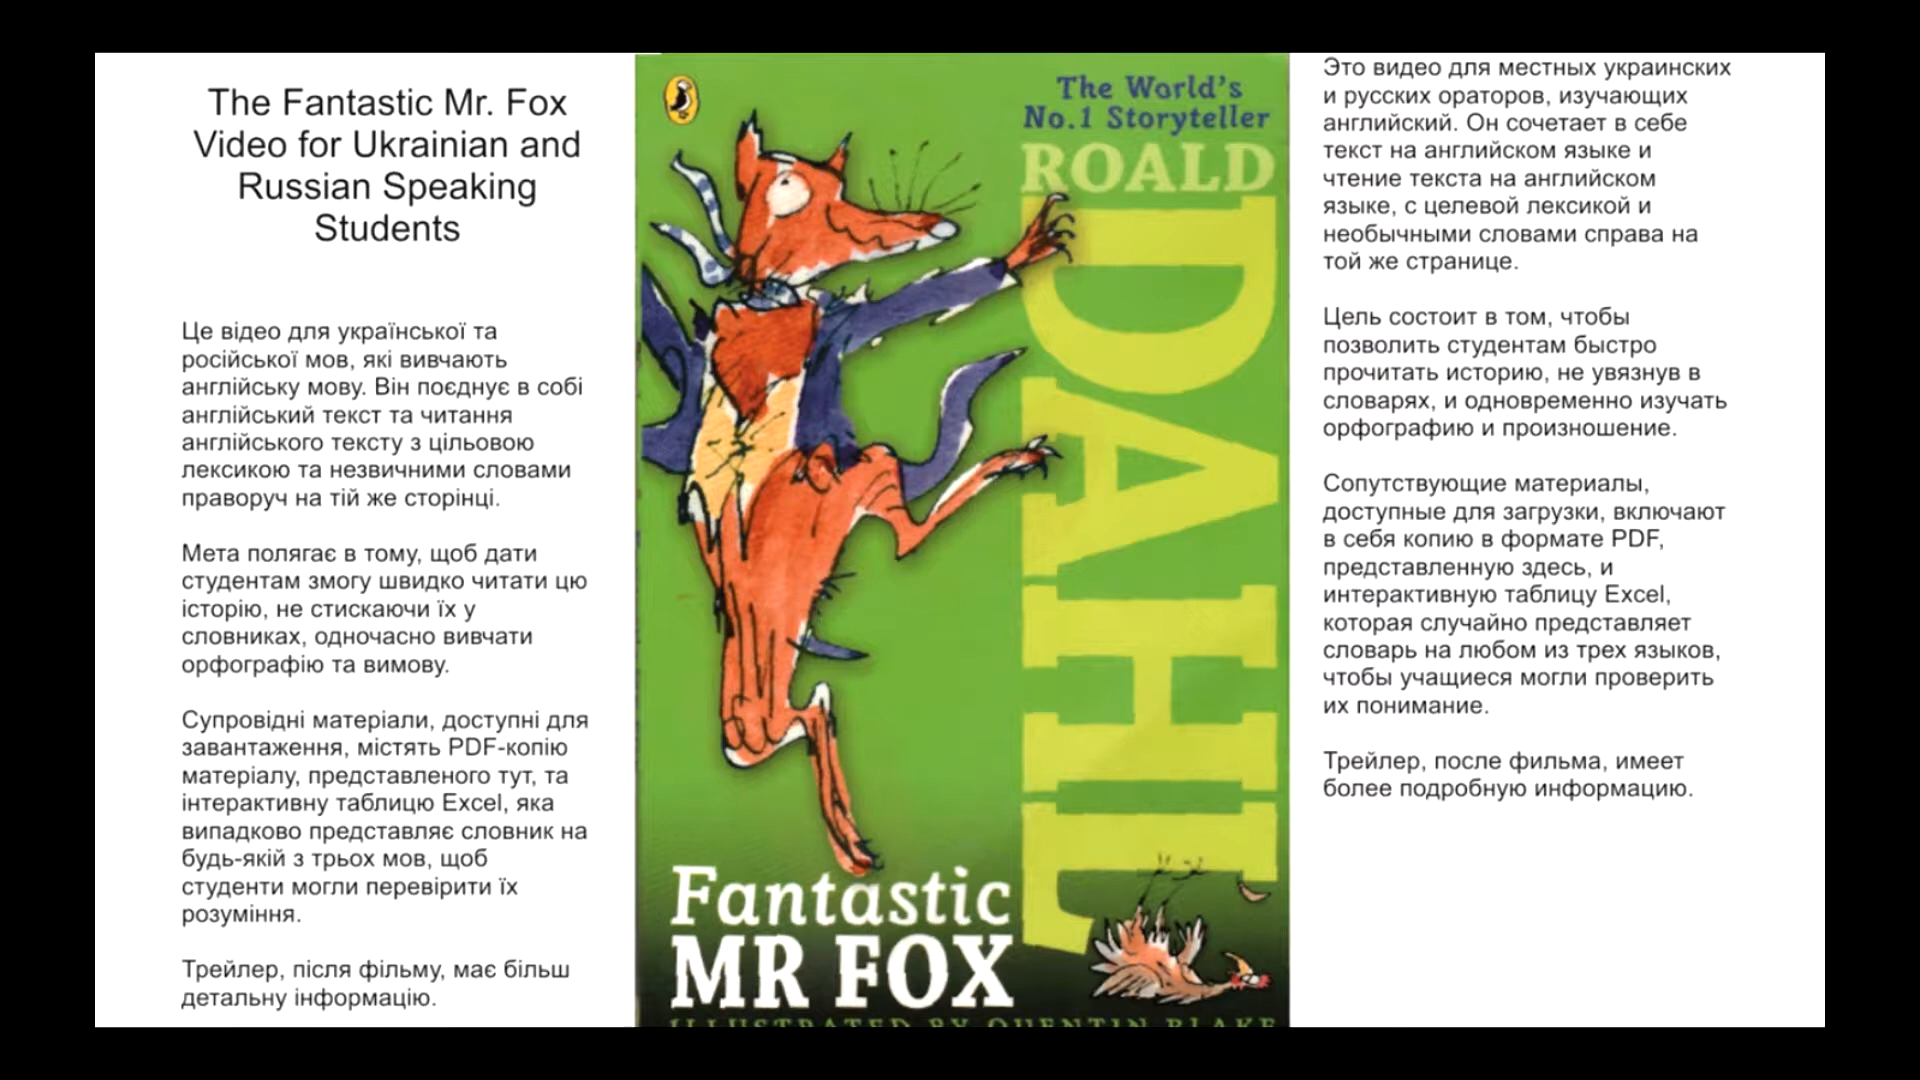 The Fantastic Mr. Fox
Video for Ukrainian and
Russian Speaking
Students
Це відео для української та
російської мов, які вивчають
англійську мову. Він поєднує в собі
англійський текст та читання
англійського тексту з цільовою
лексикою та незвичними словами
праворуч на тій же сторінці.
Мета полягає в тому, щоб дати
студентам змогу швидко читати цю
історію, не стискаючи їх у
словниках, одночасно вивчати
орфографію та вимову.
Супровідні матеріали, доступні для
завантаження, містять PDF-копію
матеріалу, представленого тут, та
інтерактивну таблицю Excel, яка
випадково представляє словник на
будь-якій з трьох мов, щоб
студенти могли перевірити їх
розуміння.
Трейлер, після фільму, має більш
детальну інформацію.
The World's
No.1 Storyteller
ROALD
DAHL
Fantastic
MR FOX
ILLUSTRATED BY QUENTIN BLAKE
Это видео для местных украинских
и русских ораторов, изучающих
английский. Он сочетает в себе
текст на английском языке и
чтение текста на английском
языке, с целевой лексикой и
необычными словами справа на
той же странице.
Цель состоит в том, чтобы
позволить студентам быстро
прочитать историю, не увязнув в
словарях, и одновременно изучать
орфографию и произношение.
Сопутствующие материалы,
доступные для загрузки, включают
в себя копию в формате PDF,
представленную здесь, и
интерактивную таблицу Excel,
которая случайно представляет
словарь на любом из трех языков,
чтобы учащиеся могли проверить
их понимание.
Трейлер, после фильма, имеет
более подробную информацию.